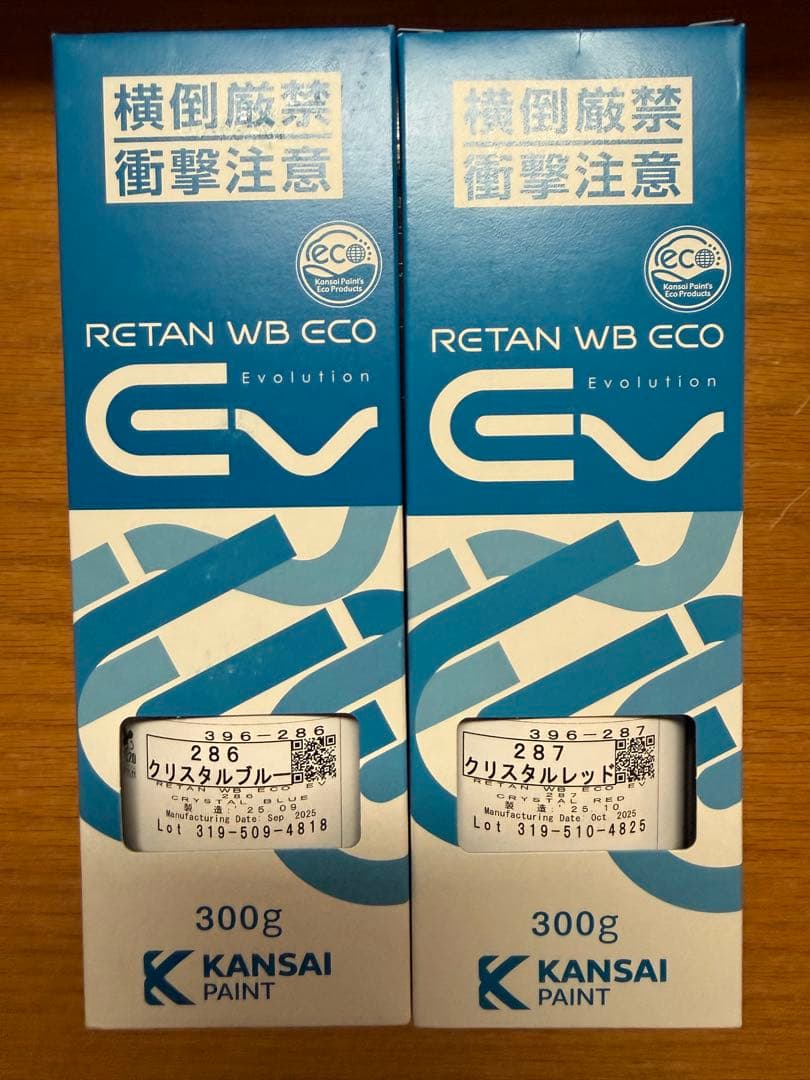 横倒厳禁
衝撃注意
eco
Kansai Paint's
Eco Products
RETAN WB ECO
Evolution
Ev
396-286
286
クリスタルブルー
RETAN WB ECO EV
286
CRYSTAL BLUE
製 造:'25.09
Manufacturing Date: Sep 2025
Lot 319-509-4818
300g
KANSAI
PAINT
横倒厳禁
衝撃注意
eco
Kansai Paint's
Eco Products
RETAN WB ECO
Evolution
Ev
396-287
287
クリスタルレッド
RETAN WB ECO EV
287
CRYSTAL RED
製 造:'25.10
Manufacturing Date: Oct 2025
Lot 319-510-4825
300g
KANSAI
PAINT